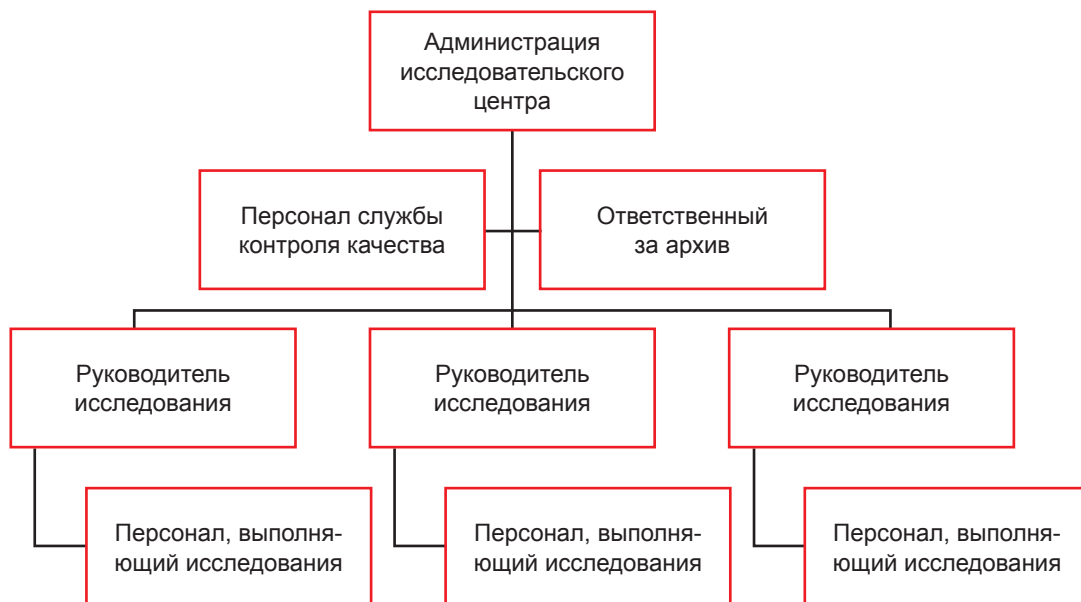 Администрация
исследовательского
центра
Персонал службы
контроля качества
Ответственный
за архив
Руководитель
исследования
Руководитель
исследования
Руководитель
исследования
Персонал, выполня-
ющий исследования
Персонал, выполня-
ющий исследования
Персонал, выполня-
ющий исследования